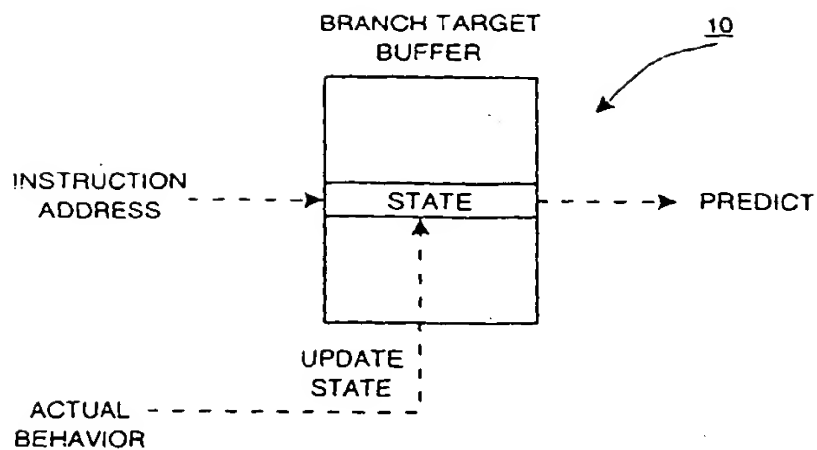 BRANCH TARGET
BUFFER
10
INSTRUCTION
ADDRESS
STATE
PREDICT
UPDATE
STATE
ACTUAL
BEHAVIOR